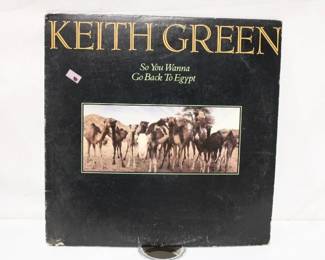 KEITH GREEN
So You Wanna
Go Back To Egypt